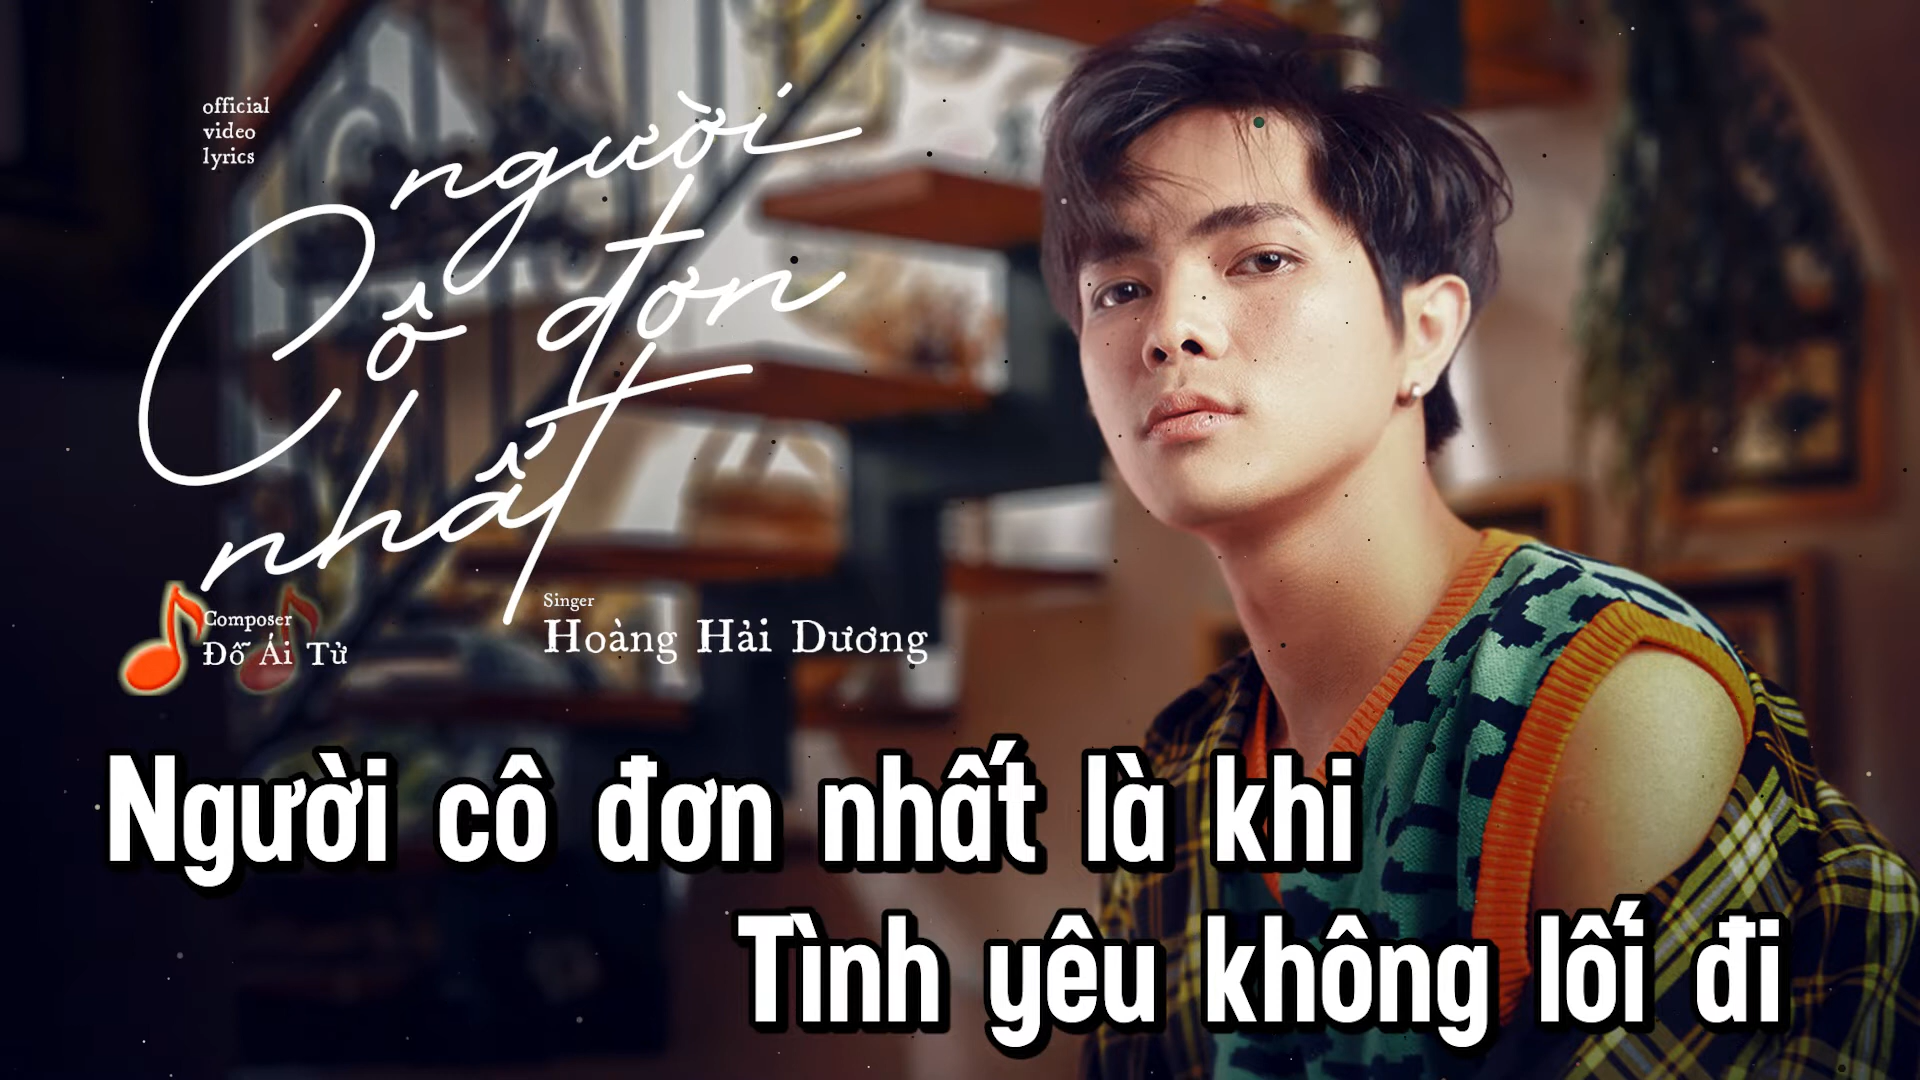 official
video
lyrics
người
Cô đơn
nhất
Composer
Đỗ Ái Tử
Singer
Hoàng Hải Dương
Người cô đơn nhất là khi
Tình yêu không lối đi